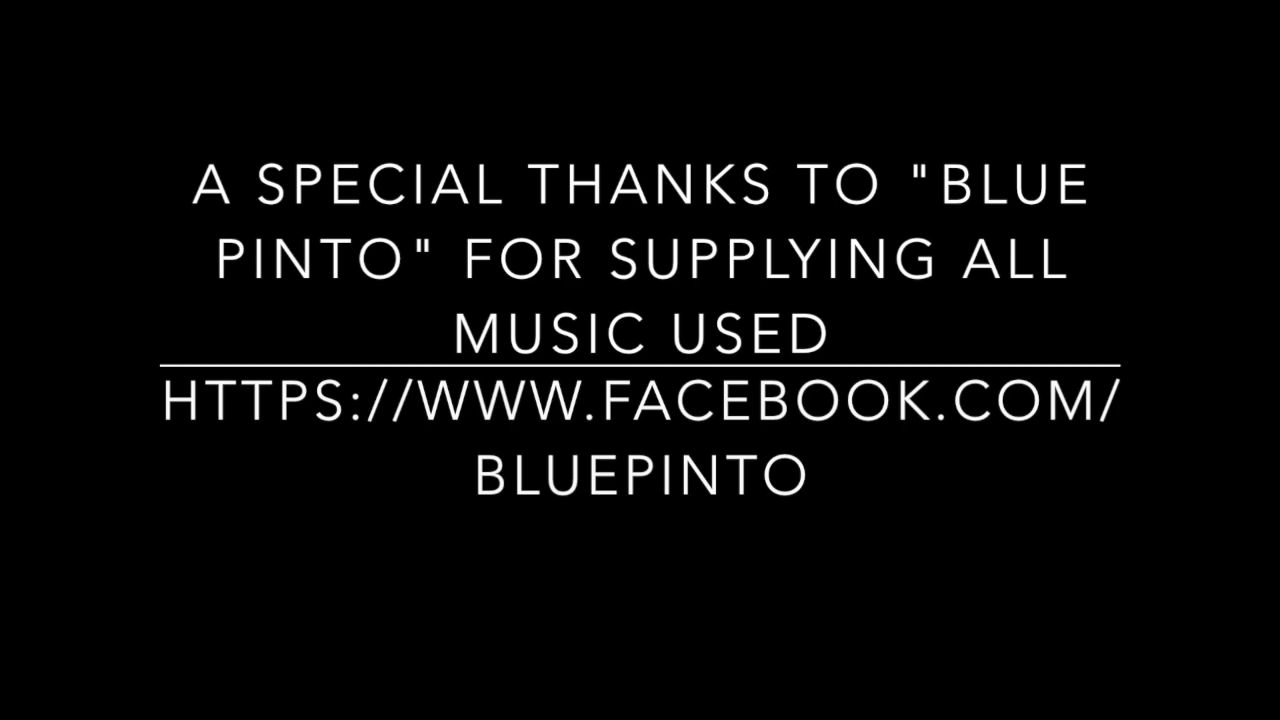 A SPECIAL THANKS TO "BLUE
PINTO" FOR SUPPLYING ALL
MUSIC USED
HTTPS://WWW.FACEBOOK.COM/
BLUEPINTO